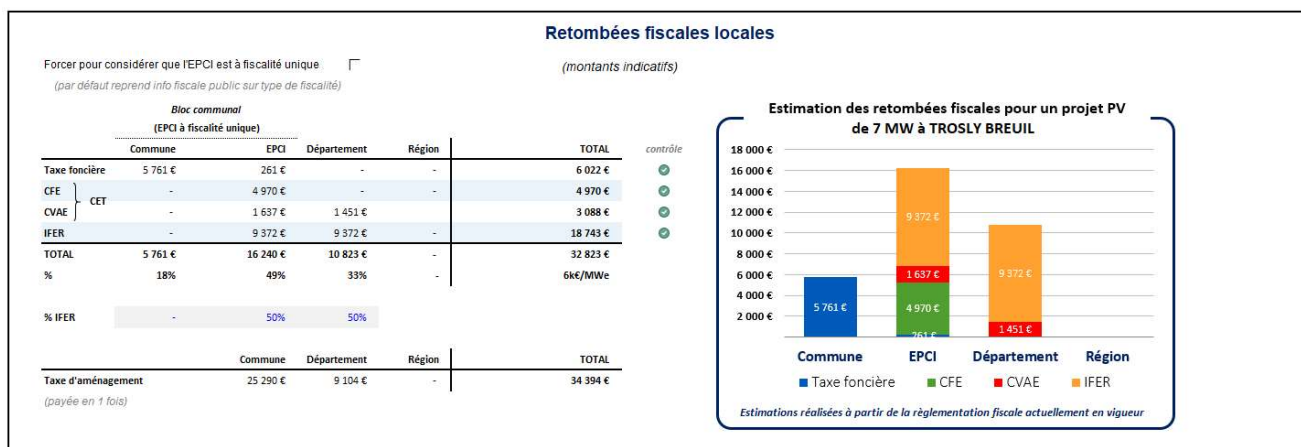 Retombées fiscales locales
Forcer pour considérer que l'EPCI est à fiscalité unique
(montants indicatifs)
(par défaut reprend info fiscale public sur type de fiscalité)
Bloc communal
(EPCI à fiscalité unique)
Commune EPCI Département Région TOTAL contrôle
Taxe foncière 5 761 € 261 € - - 6 022 €
CFE - 4 970 € - - 4 970 €
CET
CVAE - 1 637 € 1 451 € 3 088 €
IFER - 9 372 € 9 372 € - 18 743 €
TOTAL 5 761 € 16 240 € 10 823 € - 32 823 €
% 18% 49% 33% - 6k€/MWe
% IFER - 50% 50%
Commune Département Région TOTAL
Taxe d'aménagement 25 290 € 9 104 € - 34 394 €
(payée en 1 fois)
Estimation des retombées fiscales pour un projet PV
de 7 MW à TROSLY BREUIL
18 000 €
16 000 €
14 000 €
12 000 €
10 000 €
8 000 €
6 000 €
4 000 €
2 000 €
5 761 €
9 372 €
1 637 €
4 970 €
261 €
9 372 €
1 451 €
Commune EPCI Département Région
Taxe foncière CFE CVAE IFER
Estimations réalisées à partir de la règlementation fiscale actuellement en vigueur